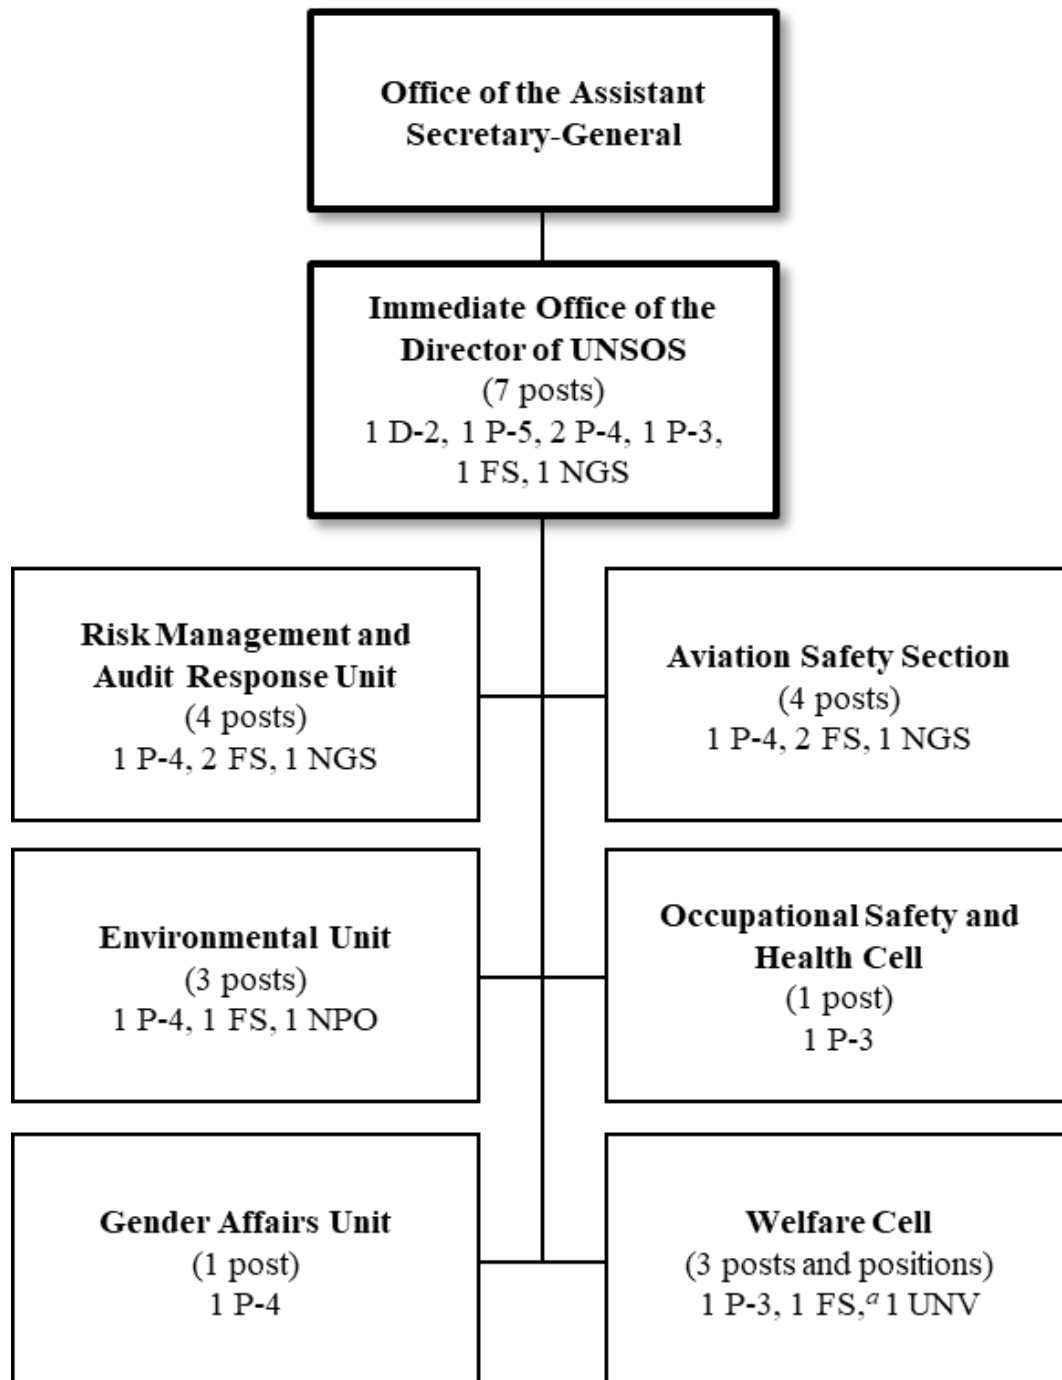 Office of the Assistant
Secretary-General
Immediate Office of the
Director of UNSOS
(7 posts)
1 D-2, 1 P-5, 2 P-4, 1 P-3,
1 FS, 1 NGS
Risk Management and
Audit Response Unit
(4 posts)
1 P-4, 2 FS, 1 NGS
Aviation Safety Section
(4 posts)
1 P-4, 2 FS, 1 NGS
Environmental Unit
(3 posts)
1 P-4, 1 FS, 1 NPO
Occupational Safety and
Health Cell
(1 post)
1 P-3
Gender Affairs Unit
(1 post)
1 P-4
Welfare Cell
(3 posts and positions)
1 P-3, 1 FS,ᵃ 1 UNV